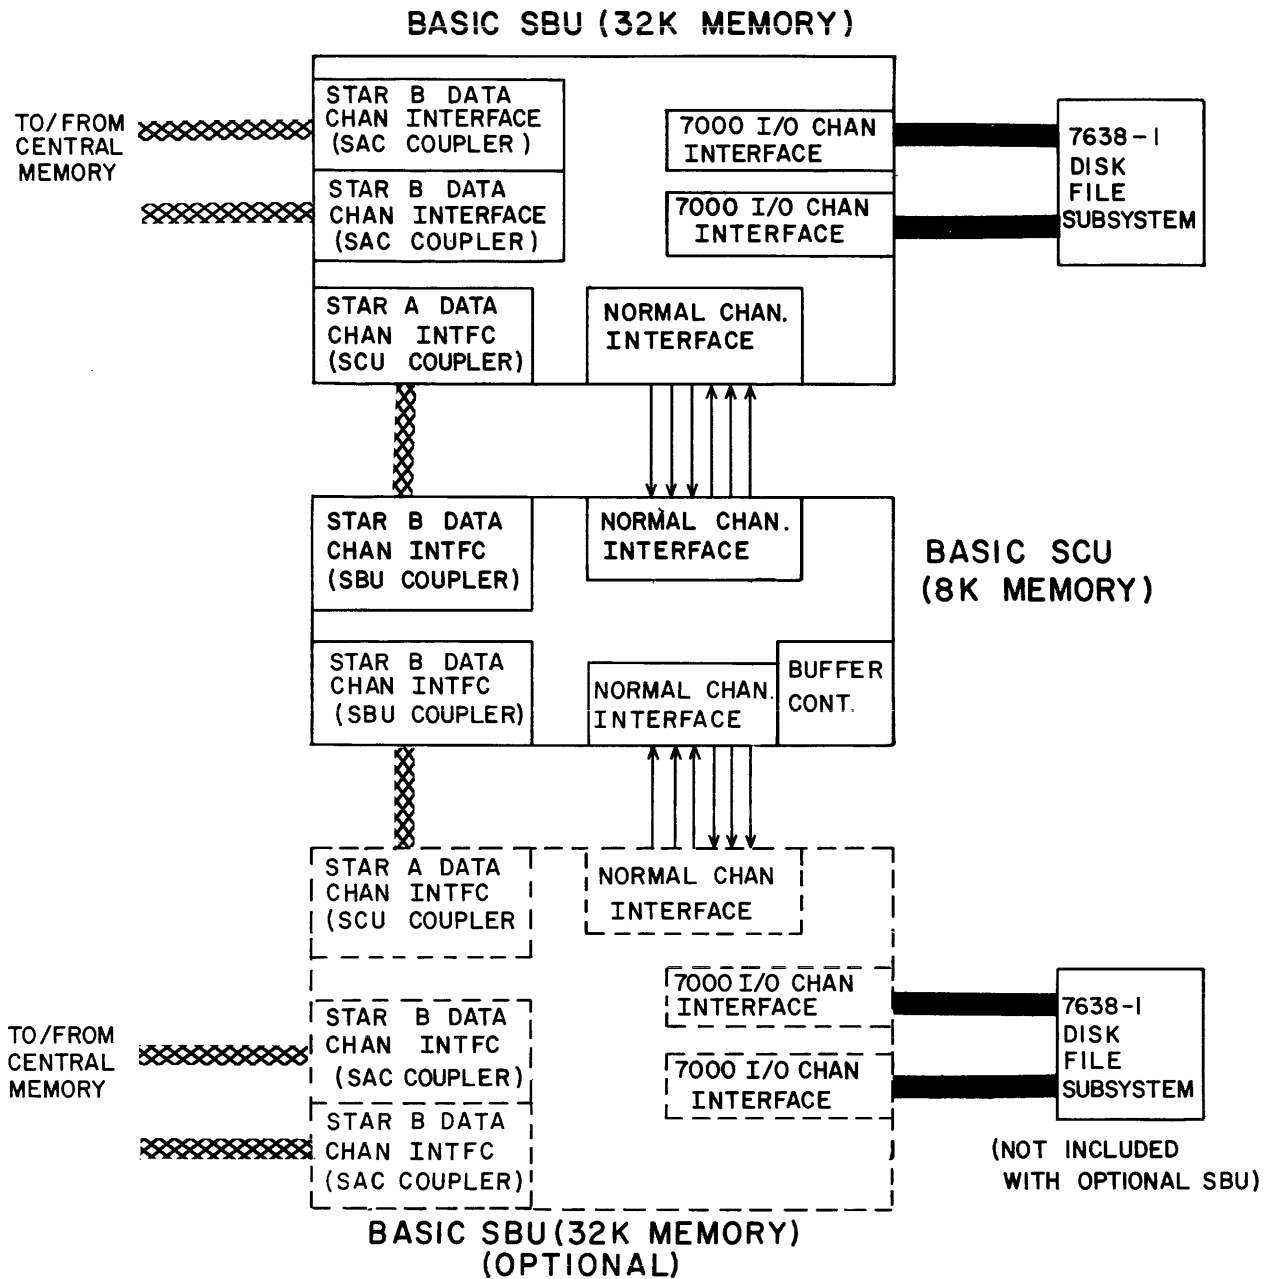 BASIC SBU (32K MEMORY)
TO/FROM
CENTRAL
MEMORY
STAR B DATA
CHAN INTERFACE
(SAC COUPLER)
STAR B DATA
CHAN INTERFACE
(SAC COUPLER)
STAR A DATA
CHAN INTFC
(SCU COUPLER)
7000 I/O CHAN
INTERFACE
7000 I/O CHAN
INTERFACE
NORMAL CHAN.
INTERFACE
7638-1
DISK
FILE
SUBSYSTEM
STAR B DATA
CHAN INTFC
(SBU COUPLER)
NORMAL CHAN.
INTERFACE
BASIC SCU
(8K MEMORY)
STAR B DATA
CHAN INTFC
(SBU COUPLER)
NORMAL CHAN.
INTERFACE
BUFFER
CONT.
STAR A DATA
CHAN INTFC
(SCU COUPLER
NORMAL CHAN
INTERFACE
7000 I/O CHAN
INTERFACE
7000 I/O CHAN
INTERFACE
TO/FROM
CENTRAL
MEMORY
STAR B DATA
CHAN INTFC
(SAC COUPLER)
STAR B DATA
CHAN INTFC
(SAC COUPLER)
7638-1
DISK
FILE
SUBSYSTEM
(NOT INCLUDED
WITH OPTIONAL SBU)
BASIC SBU (32K MEMORY)
(OPTIONAL)